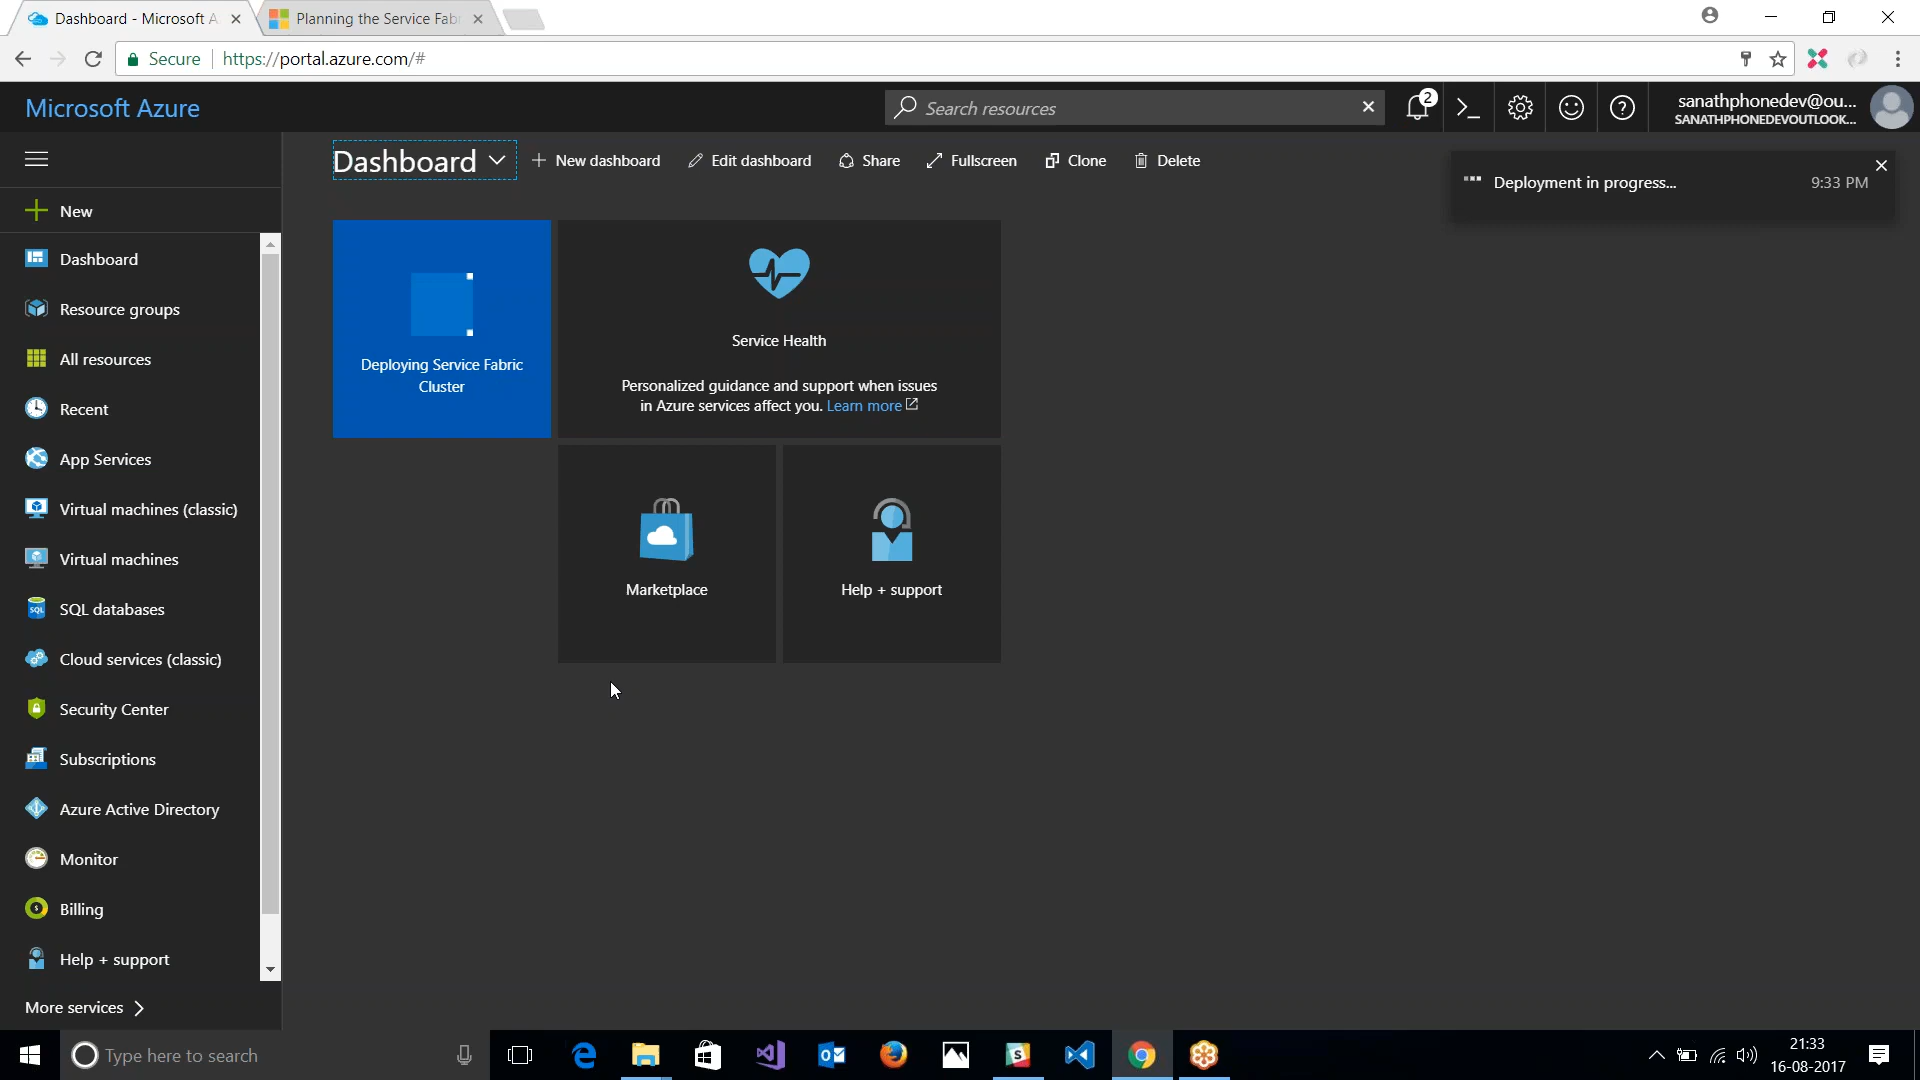 Dashboard - Microsoft A
Planning the Service Fab
Secure
https://portal.azure.com/#
Microsoft Azure
Search resources
2
sanathphonedev@ou...
SANATHPHONEDEVOUTLOOK...
Dashboard
New dashboard
Edit dashboard
Share
Fullscreen
Clone
Delete
Deployment in progress...
9:33 PM
New
Dashboard
Resource groups
All resources
Recent
App Services
Virtual machines (classic)
Virtual machines
SQL databases
Cloud services (classic)
Security Center
Subscriptions
Azure Active Directory
Monitor
Billing
Help + support
More services
Deploying Service Fabric
Cluster
Service Health
Personalized guidance and support when issues
in Azure services affect you. Learn more
Marketplace
Help + support
Type here to search
21:33
16-08-2017